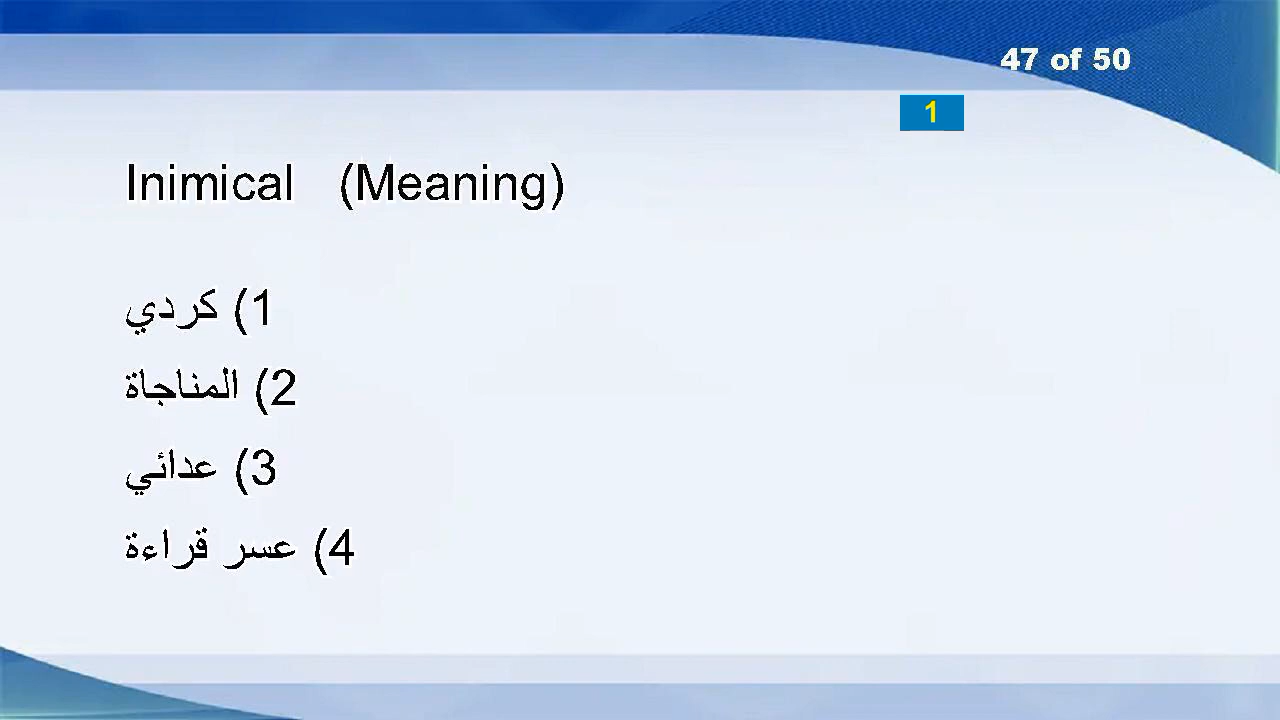 47 of 50
1
Inimical (Meaning)
1) كردي
2) المناجاة
3) عدائي
4) عسر قراءة